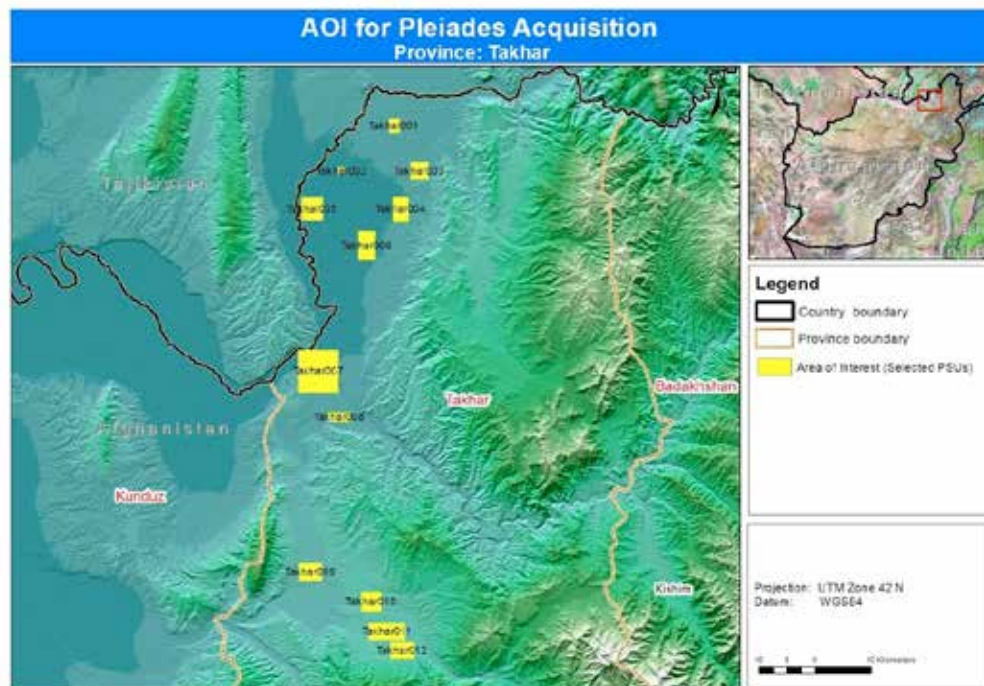 AOI for Pleiades Acquisition
Province: Takhar
Takhar001
Takhar002
Takhar003
Tajikistan
Takhar005
Takhar004
Takhar006
Takhar007
Badakhshan
Takhar
Takhar008
Afghanistan
Kunduz
Takhar009
Kishim
Takhar010
Takhar011
Takhar012
Legend
Country boundary
Province boundary
Area of Interest (Selected PSUs)
Projection: UTM Zone 42 N
Datum: WGS84
10 Kilometers